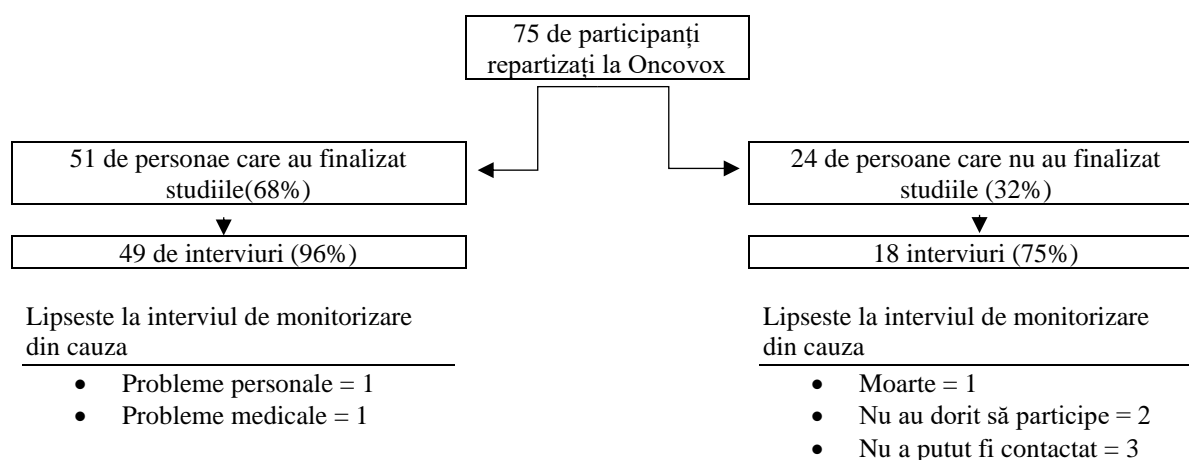 75 de participanți
repartizați la Oncovox
51 de personae care au finalizat
studiile(68%)
24 de persoane care nu au finalizat
studiile (32%)
49 de interviuri (96%)
18 interviuri (75%)
Lipseste la interviul de monitorizare
din cauza
• Probleme personale = 1
• Probleme medicale = 1
Lipseste la interviul de monitorizare
din cauza
• Moarte = 1
• Nu au dorit să participe = 2
• Nu a putut fi contactat = 3